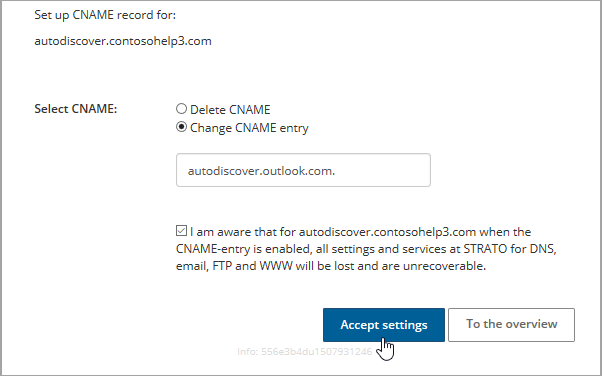 Set up CNAME record for:
autodiscover.contosohelp3.com
Select CNAME:
Delete CNAME
Change CNAME entry
autodiscover.outlook.com.
I am aware that for autodiscover.contosohelp3.com when the
CNAME-entry is enabled, all settings and services at STRATO for DNS,
email, FTP and WWW will be lost and are unrecoverable.
Accept settings
To the overview
Info: 556e3b4du1507931246